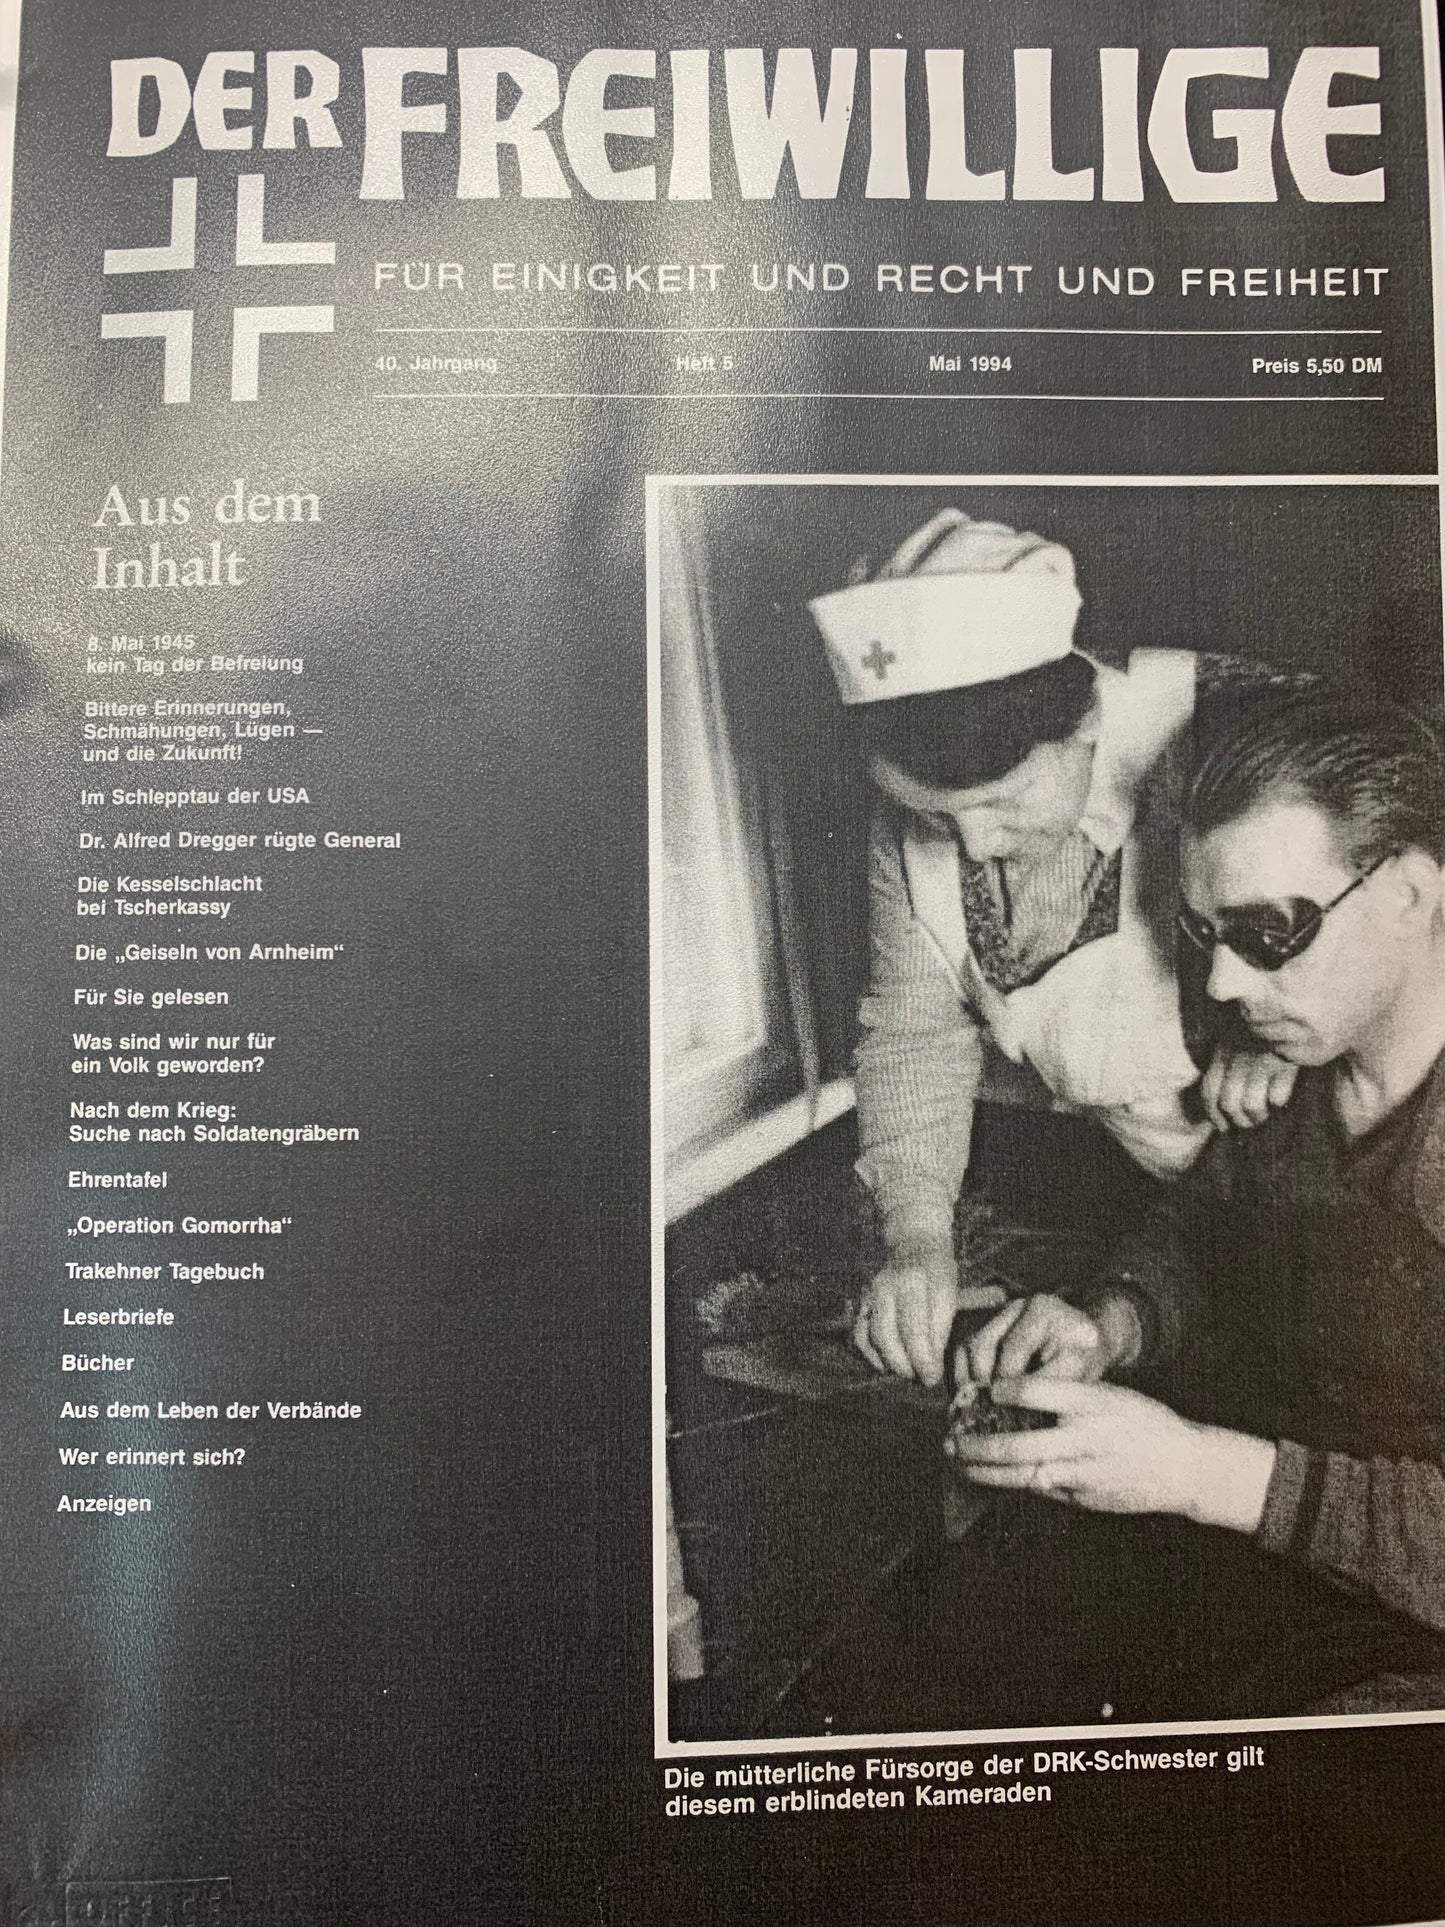 DER FREIWILLIGE
FÜR EINIGKEIT UND RECHT UND FREIHEIT
40. Jahrgang Heft 5 Mai 1994 Preis 5,50 DM
Aus dem
Inhalt
8. Mai 1945
kein Tag der Befreiung
Bittere Erinnerungen,
Schmähungen, Lügen —
und die Zukunft!
Im Schlepptau der USA
Dr. Alfred Dregger rügte General
Die Kesselschlacht
bei Tscherkassy
Die „Geiseln von Arnheim“
Für Sie gelesen
Was sind wir nur für
ein Volk geworden?
Nach dem Krieg:
Suche nach Soldatengräbern
Ehrentafel
„Operation Gomorrha“
Trakehner Tagebuch
Leserbriefe
Bücher
Aus dem Leben der Verbände
Wer erinnert sich?
Anzeigen
Die mütterliche Fürsorge der DRK-Schwester gilt
diesem erblindeten Kameraden